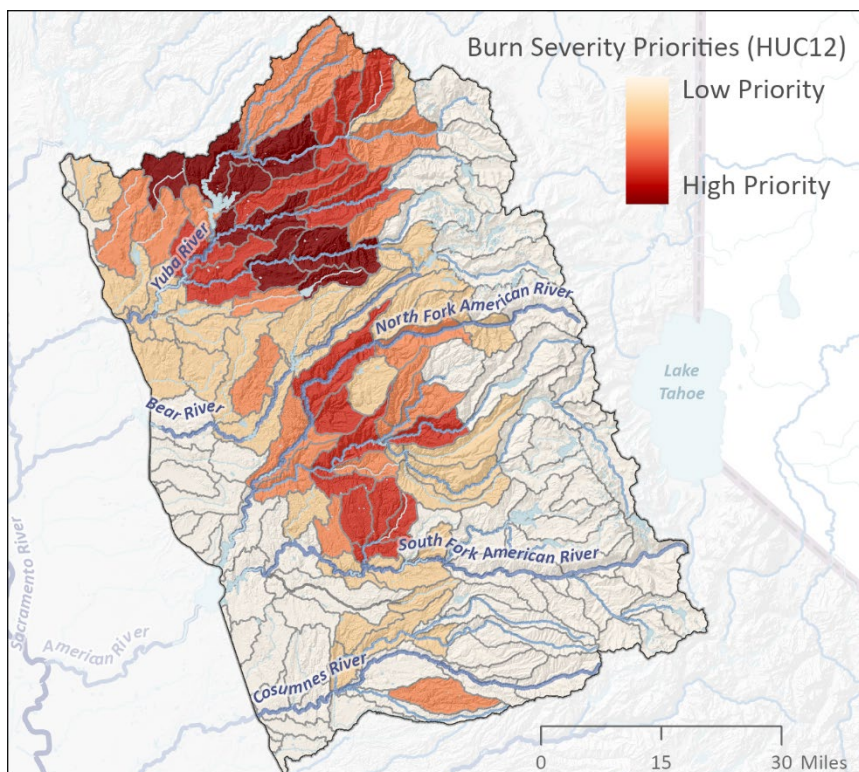 Burn Severity Priorities (HUC12)
Low Priority
High Priority
Yuba River
North Fork American River
Lake
Tahoe
Bear River
South Fork American River
Sacramento River
American River
Cosumnes River
0 15 30 Miles